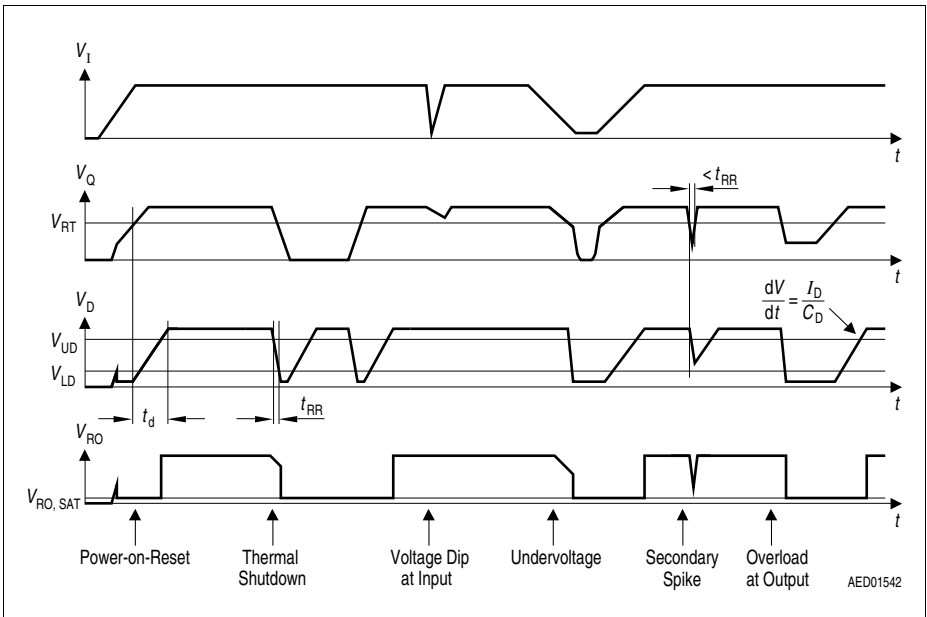 V_I
t
V_Q
< t_RR
V_RT
t
V_D
dV/dt = I_D/C_D
V_UD
V_LD
t
t_d
t_RR
V_RO
V_RO, SAT
t
Power-on-Reset
Thermal
Shutdown
Voltage Dip
at Input
Undervoltage
Secondary
Spike
Overload
at Output
AED01542